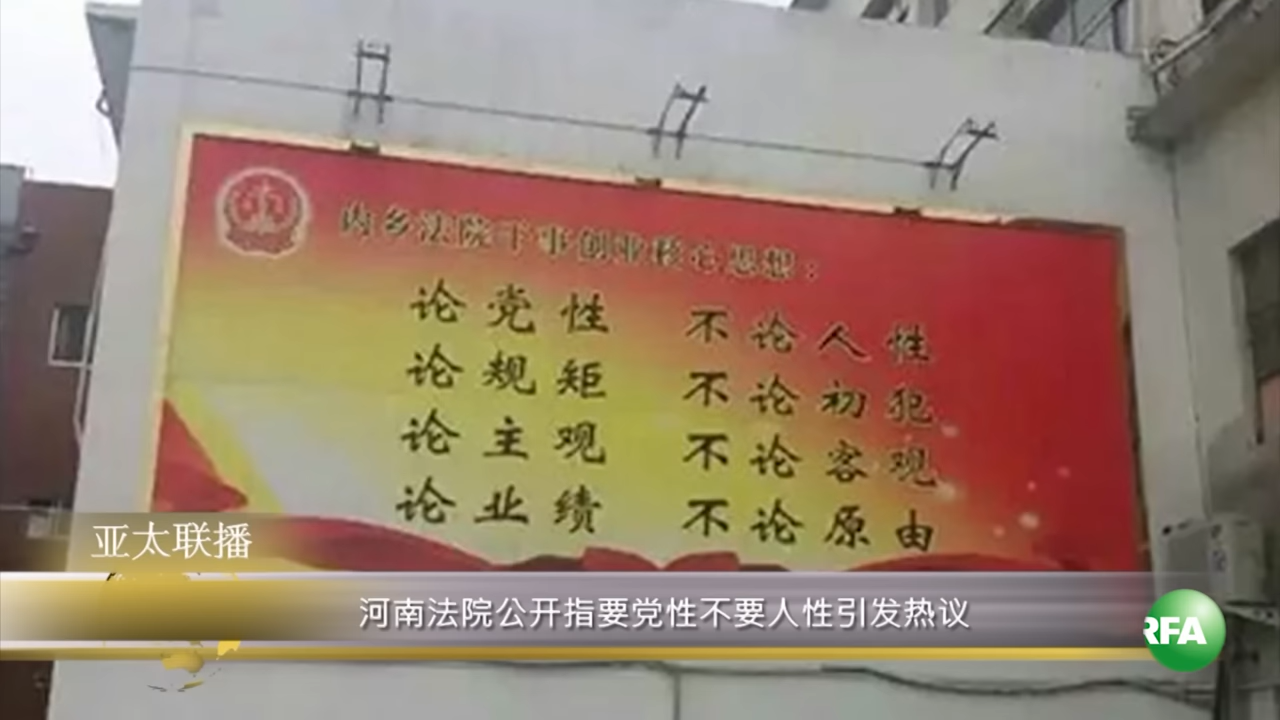 内乡法院干事创业核心思想：
论党性 不论人性
论规矩 不论初犯
论主观 不论客观
论业绩 不论原由
亚太联播
河南法院公开指要党性不要人性引发热议
RFA